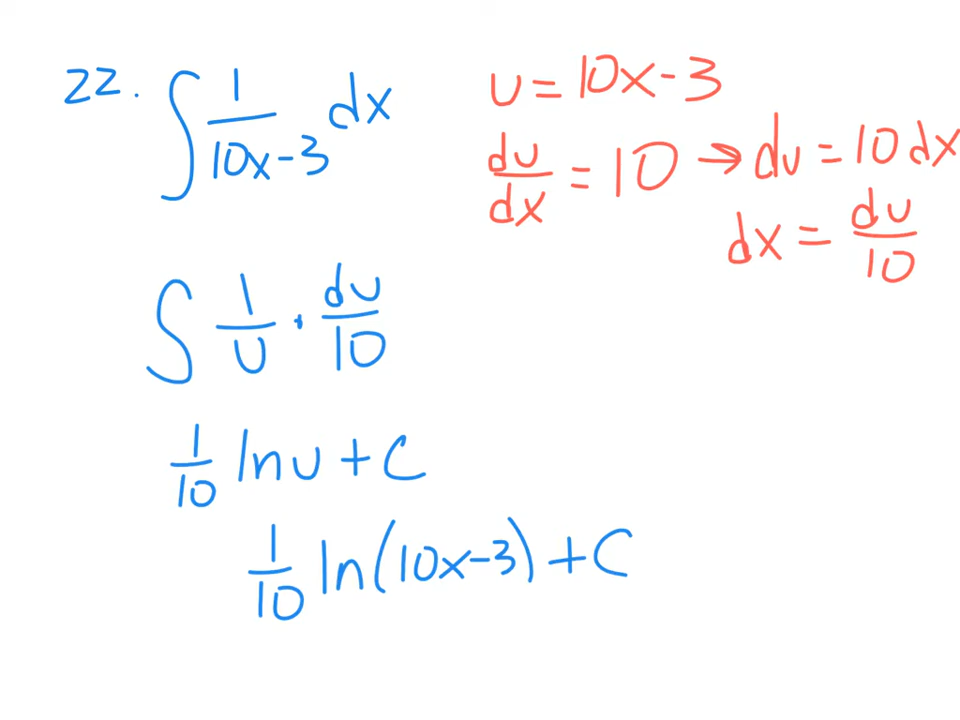 22. ∫ 1/(10x-3) dx
u = 10x-3
du/dx = 10 → du = 10 dx
dx = du/10
∫ 1/u · du/10
1/10 ln u + C
1/10 ln(10x-3) + C